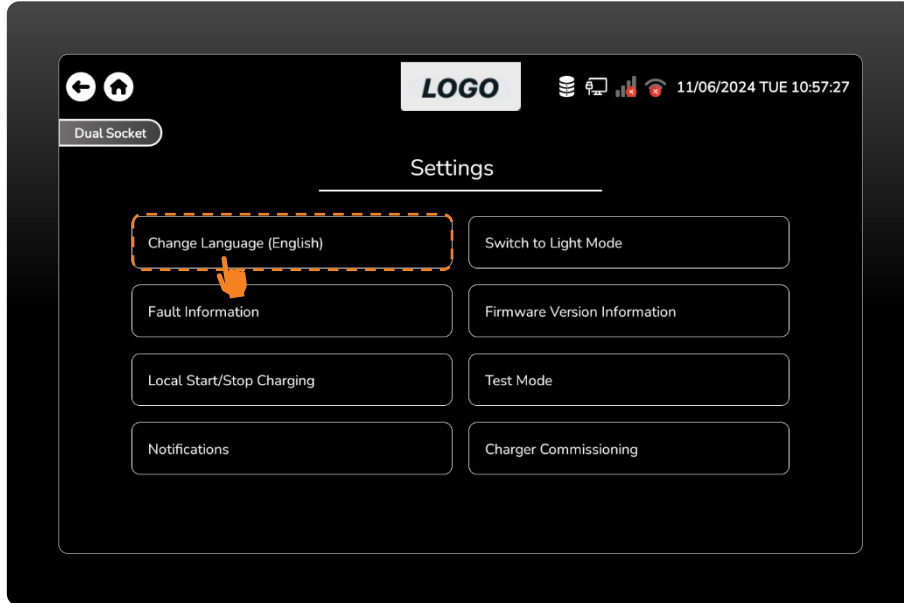 LOGO
11/06/2024 TUE 10:57:27
Dual Socket
Settings
Change Language (English)
Switch to Light Mode
Fault Information
Firmware Version Information
Local Start/Stop Charging
Test Mode
Notifications
Charger Commissioning